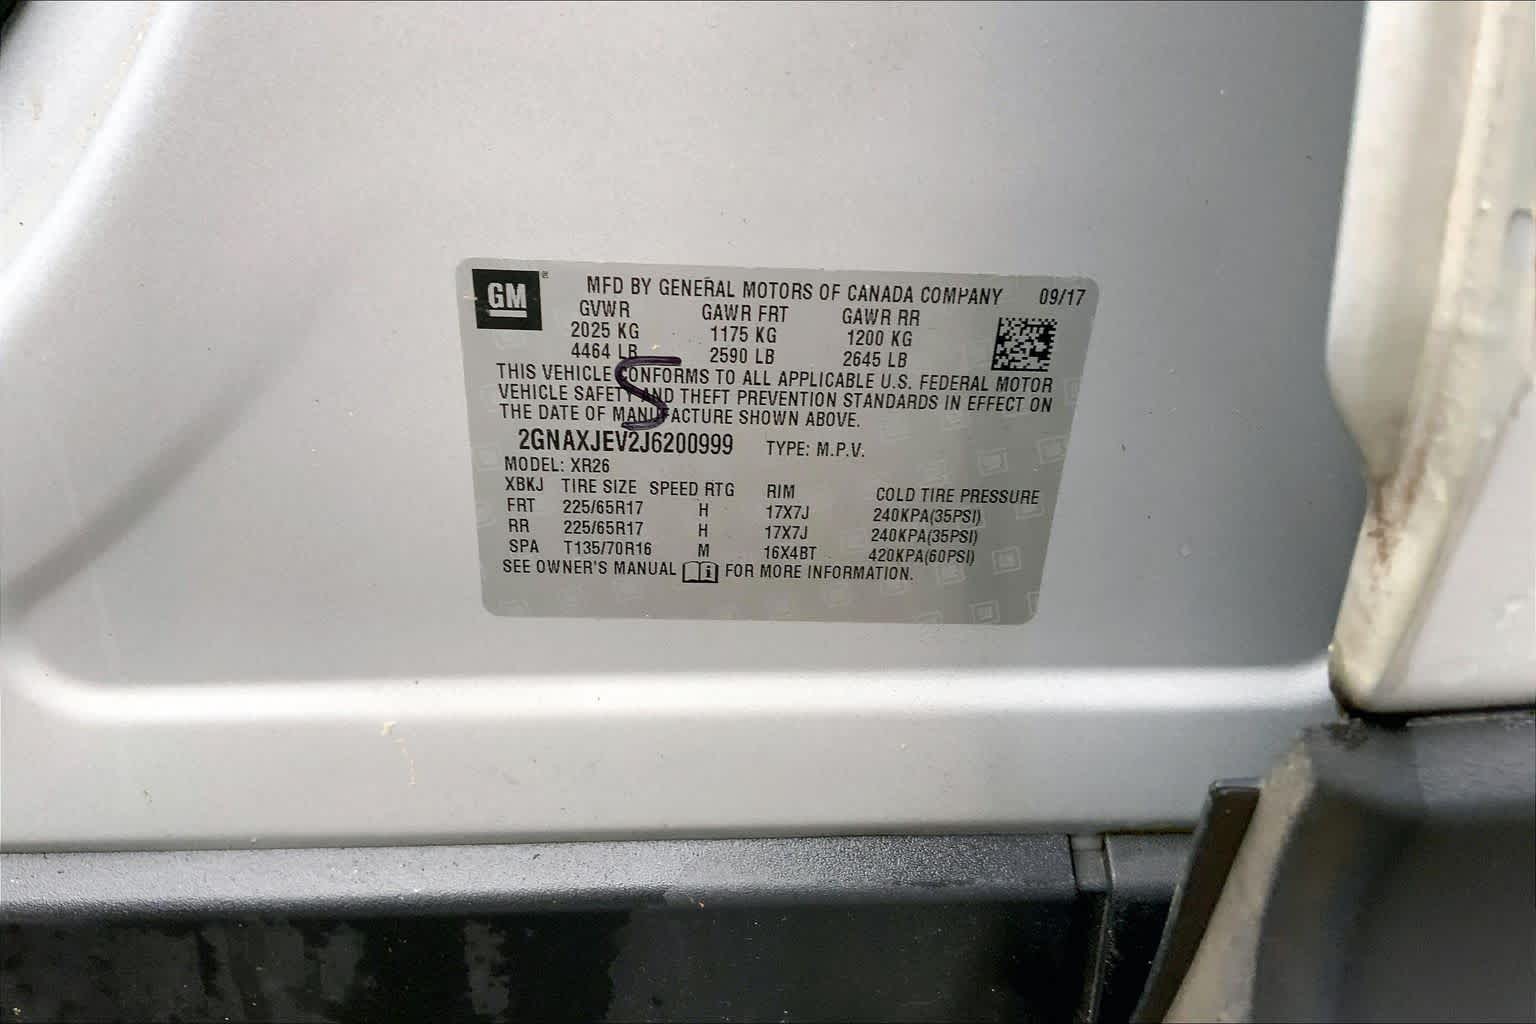 GM ®
MFD BY GENERAL MOTORS OF CANADA COMPANY 09/17
GVWR GAWR FRT GAWR RR
2025 KG 1175 KG 1200 KG
4464 LB 2590 LB 2645 LB
S
THIS VEHICLE CONFORMS TO ALL APPLICABLE U.S. FEDERAL MOTOR
VEHICLE SAFETY AND THEFT PREVENTION STANDARDS IN EFFECT ON
THE DATE OF MANUFACTURE SHOWN ABOVE.
2GNAXJEV2J6200999 TYPE: M.P.V.
MODEL: XR26
XBKJ TIRE SIZE SPEED RTG RIM COLD TIRE PRESSURE
FRT 225/65R17 H 17X7J 240KPA(35PSI)
RR 225/65R17 H 17X7J 240KPA(35PSI)
SPA T135/70R16 M 16X4BT 420KPA(60PSI)
SEE OWNER'S MANUAL i FOR MORE INFORMATION.